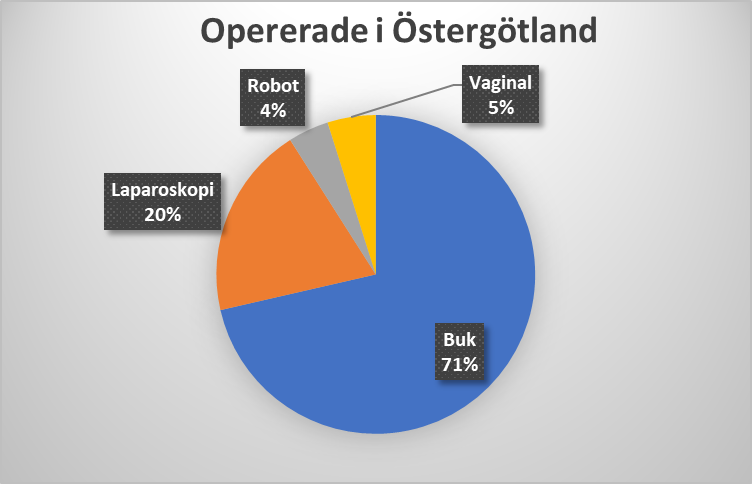 Opererade i Östergötland
Robot
4%
Vaginal
5%
Laparoskopi
20%
Buk
71%